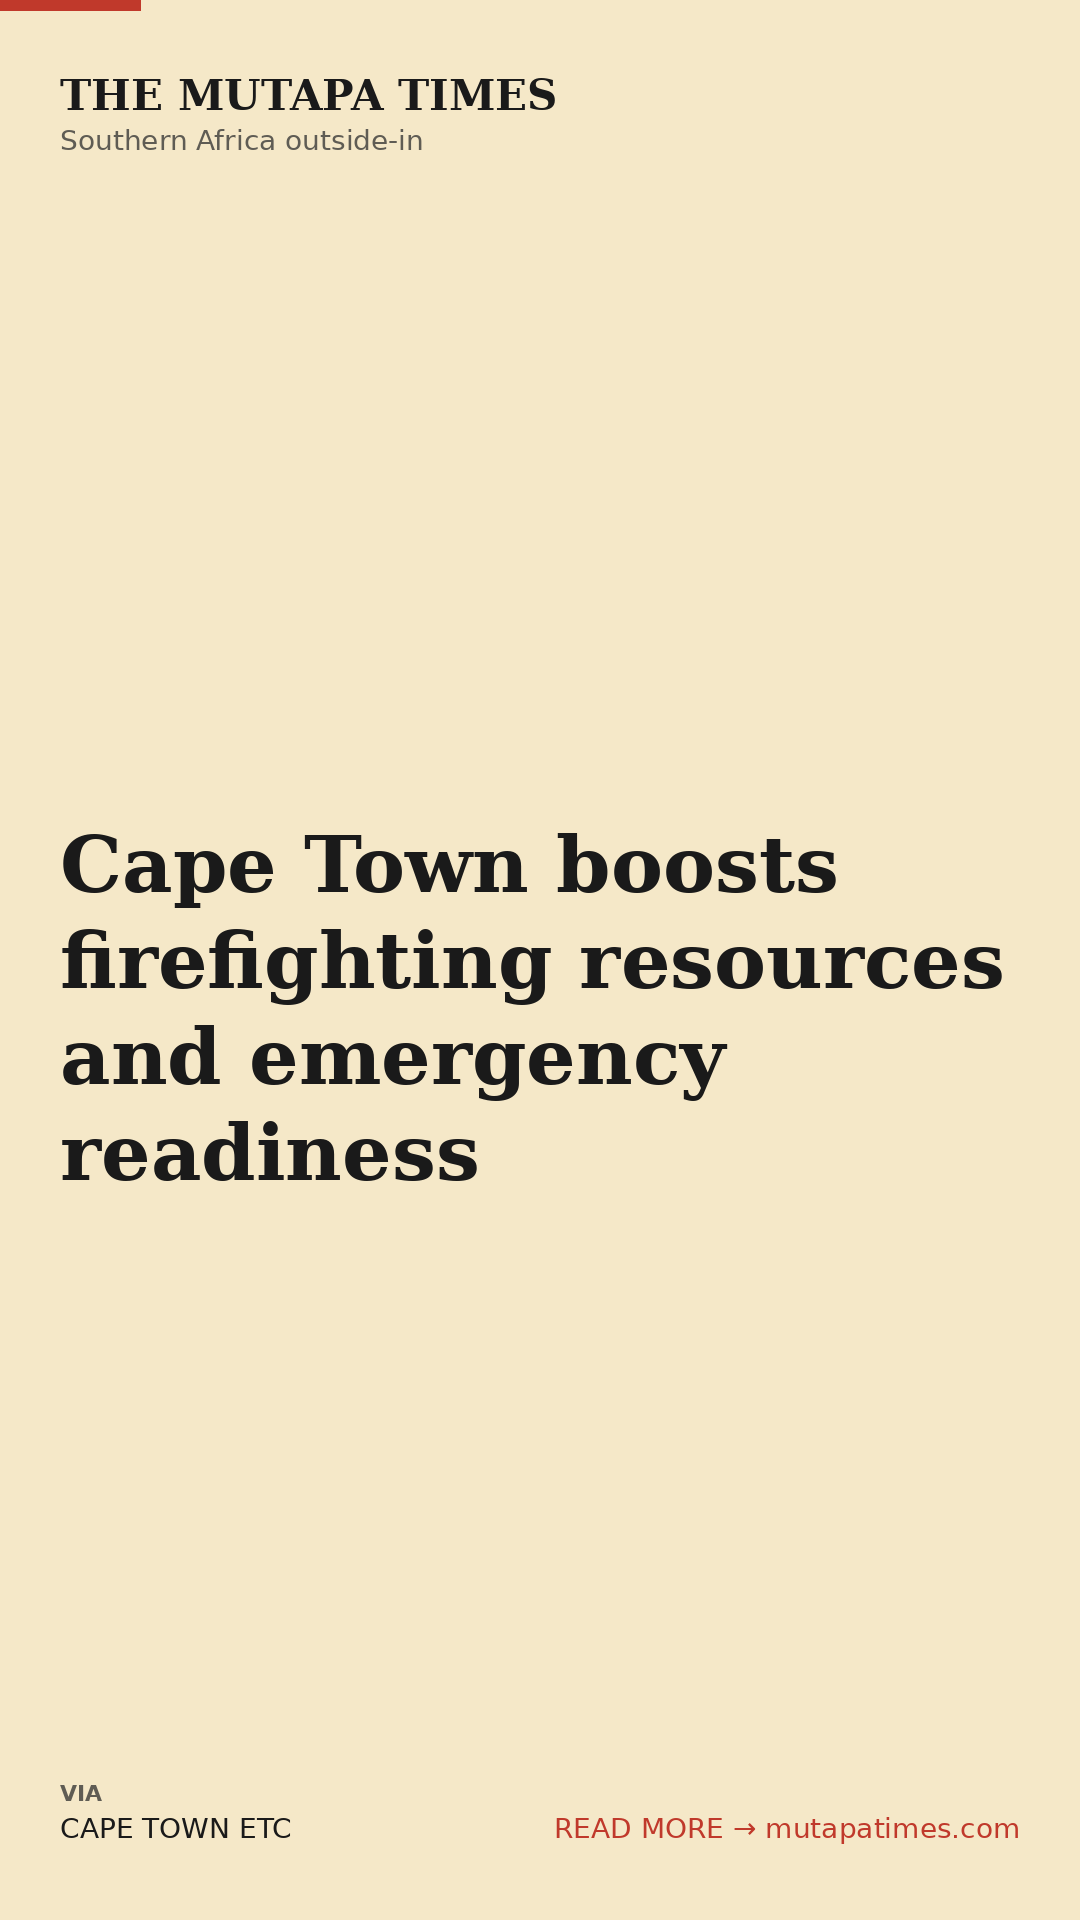 THE MUTAPA TIMES
Southern Africa outside-in
Cape Town boosts
firefighting resources
and emergency
readiness
VIA
CAPE TOWN ETC
READ MORE → mutapatimes.com